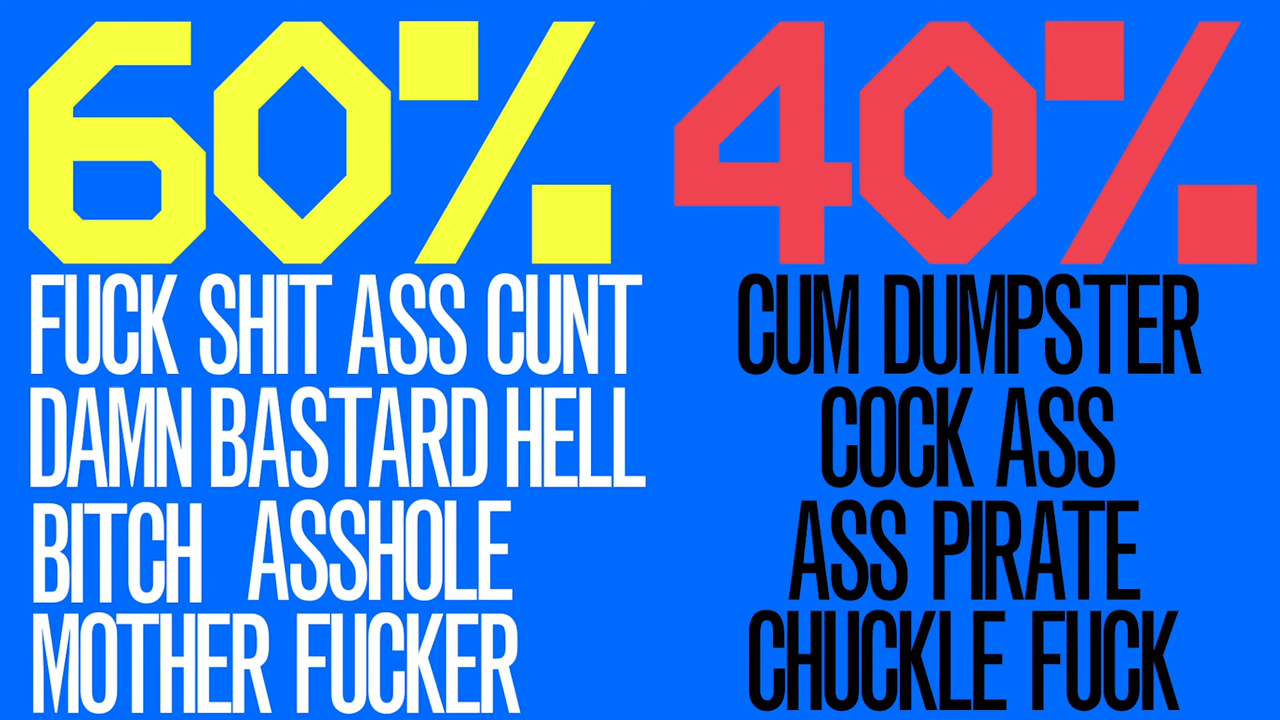 60%
FUCK SHIT ASS CUNT
DAMN BASTARD HELL
BITCH ASSHOLE
MOTHER FUCKER
40%
CUM DUMPSTER
COCK ASS
ASS PIRATE
CHUCKLE FUCK